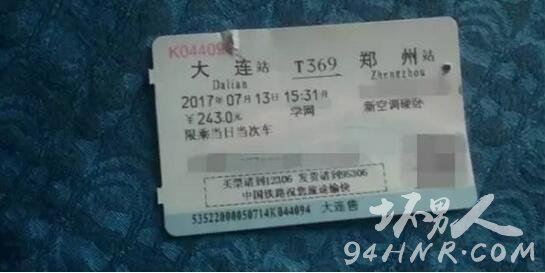 K044094
大连站 T369 郑州站
Dalian Zhengzhou
2017年07月13日 15:31开
￥243.0元 学网 新空调硬卧
限乘当日当次车
买票请到12306 发货请到95306
中国铁路祝您旅途愉快
53522000050714K044094 大连售
坏男人
94HNR.COM